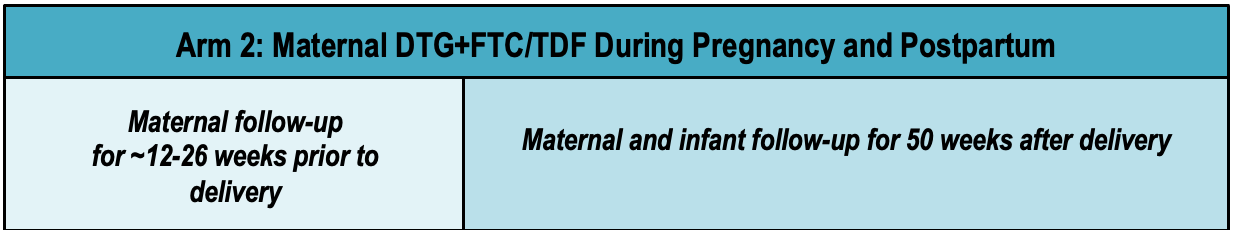 Arm 2: Maternal DTG+FTC/TDF During Pregnancy and Postpartum
Maternal follow-up
for ~12-26 weeks prior to
delivery
Maternal and infant follow-up for 50 weeks after delivery